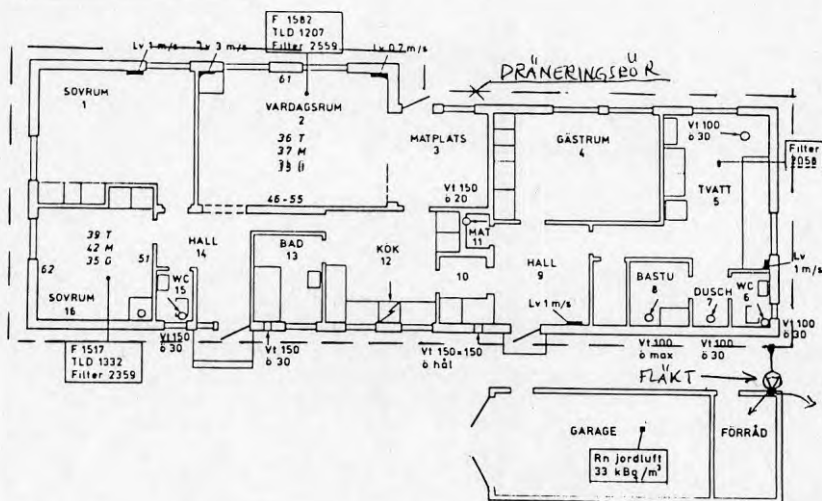 F 1582
TLD 1207
Filter 2559
Lv 1 m/s
Lv 3 m/s
Lv 0.7 m/s
61
DRÄNERINGSRÖR
SOVRUM
1
VARDAGSRUM
2
36 T
37 M
39 G
46-55
MATPLATS
3
GÄSTRUM
4
Vt 100
ö 30
Filter
2058
TVÄTT
5
Vt 150
ö 20
MAT
11
39 T
42 M
35 G
62
51
HALL
14
BAD
13
KÖK
12
10
HALL
9
BASTU
8
DUSCH
7
WC
6
Lv
1 m/s
WC
15
SOVRUM
16
Lv 1 m/s
Vt 150
ö 30
Vt 150
ö 30
Vt 150×150
ö hål
Vt 100
ö max
Vt 100
ö 30
Vt 100
ö 30
F 1517
TLD 1332
Filter 2359
FLÄKT
GARAGE
FÖRRÅD
Rn jordluft
33 kBq/m³